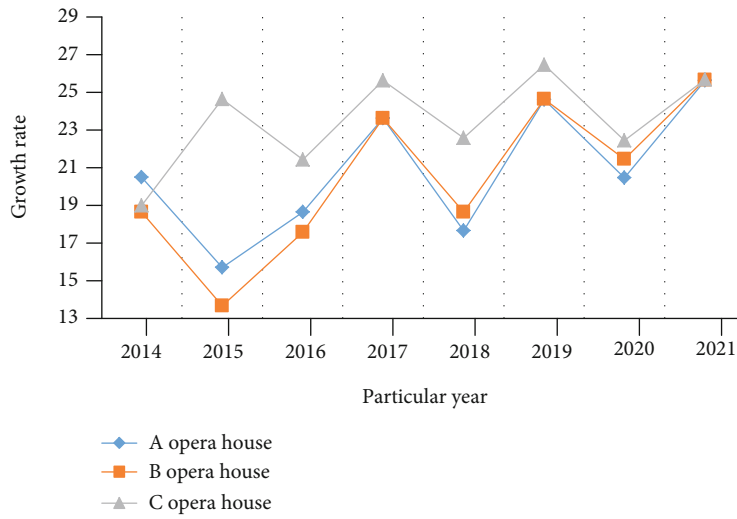 29
27
25
23
21
19
17
15
13
Growth rate
2014 2015 2016 2017 2018 2019 2020 2021
Particular year
A opera house
B opera house
C opera house